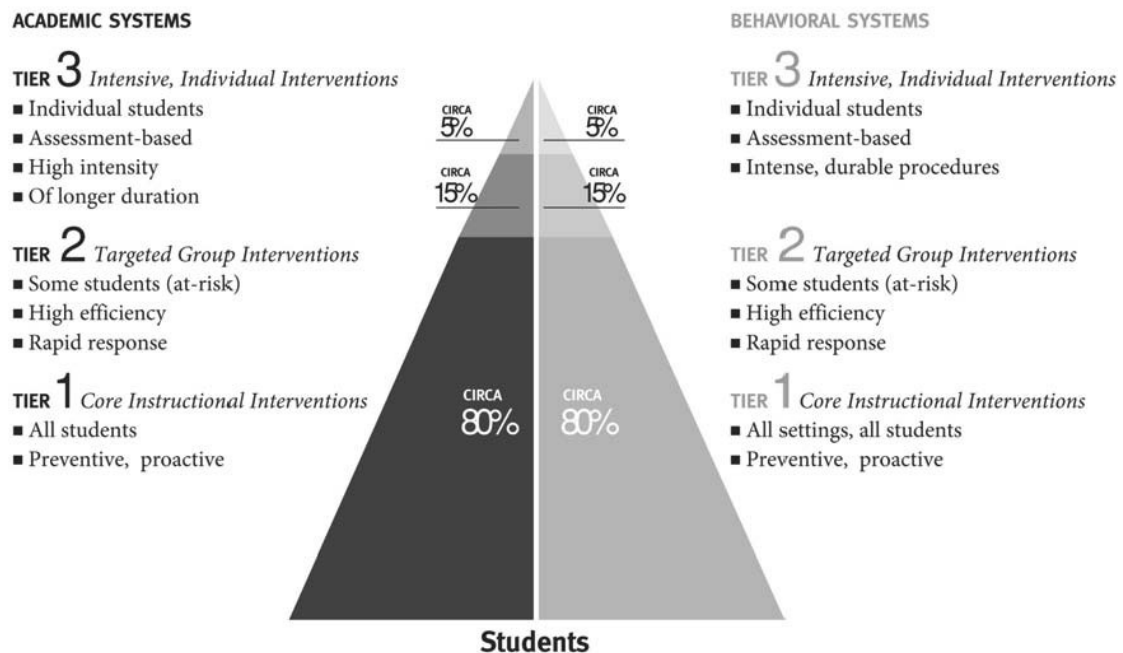 ACADEMIC SYSTEMS
TIER 3 Intensive, Individual Interventions
■ Individual students
■ Assessment-based
■ High intensity
■ Of longer duration
TIER 2 Targeted Group Interventions
■ Some students (at-risk)
■ High efficiency
■ Rapid response
TIER 1 Core Instructional Interventions
■ All students
■ Preventive, proactive
CIRCA
5%
CIRCA
15%
CIRCA
80%
CIRCA
5%
CIRCA
15%
CIRCA
80%
Students
BEHAVIORAL SYSTEMS
TIER 3 Intensive, Individual Interventions
■ Individual students
■ Assessment-based
■ Intense, durable procedures
TIER 2 Targeted Group Interventions
■ Some students (at-risk)
■ High efficiency
■ Rapid response
TIER 1 Core Instructional Interventions
■ All settings, all students
■ Preventive, proactive